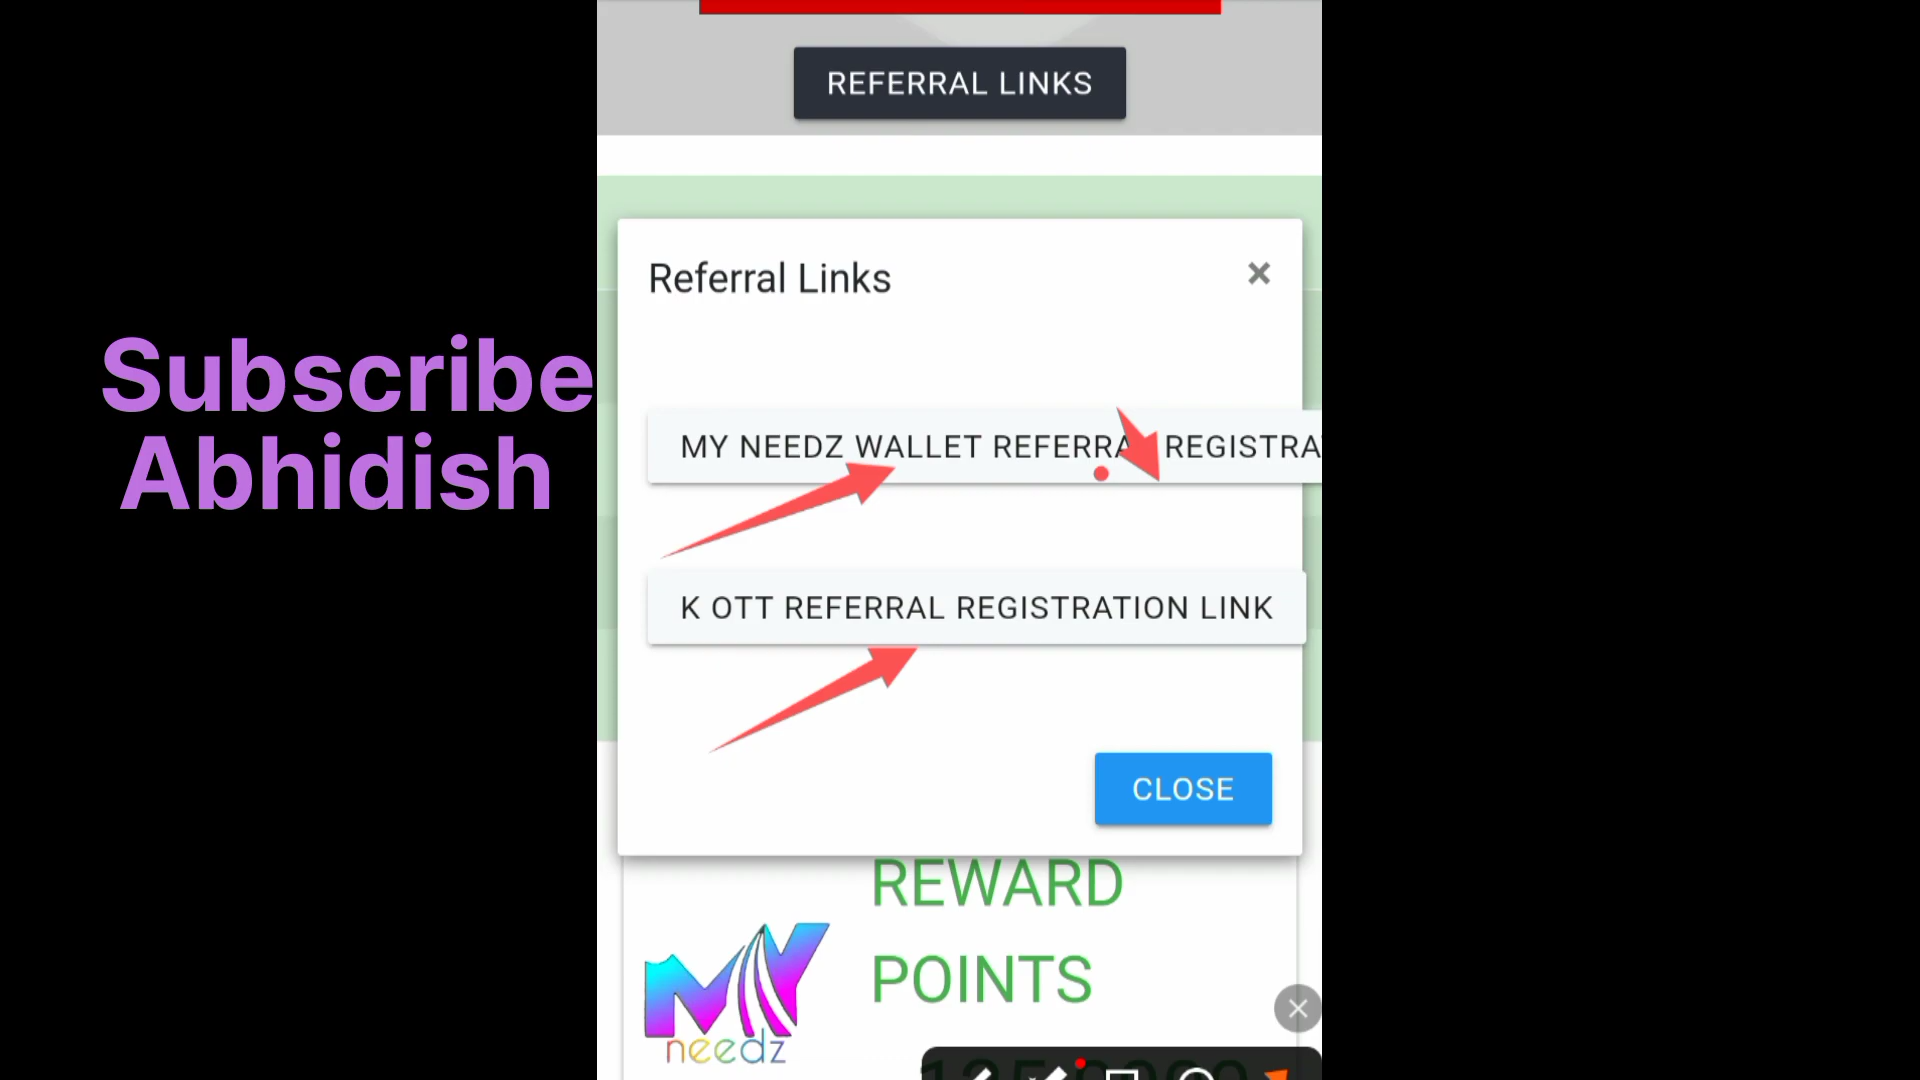 REFERRAL LINKS
Referral Links
×
MY NEEDZ WALLET REFERRA REGISTRA
K OTT REFERRAL REGISTRATION LINK
CLOSE
Subscribe
Abhidish
REWARD
POINTS
MY
needz